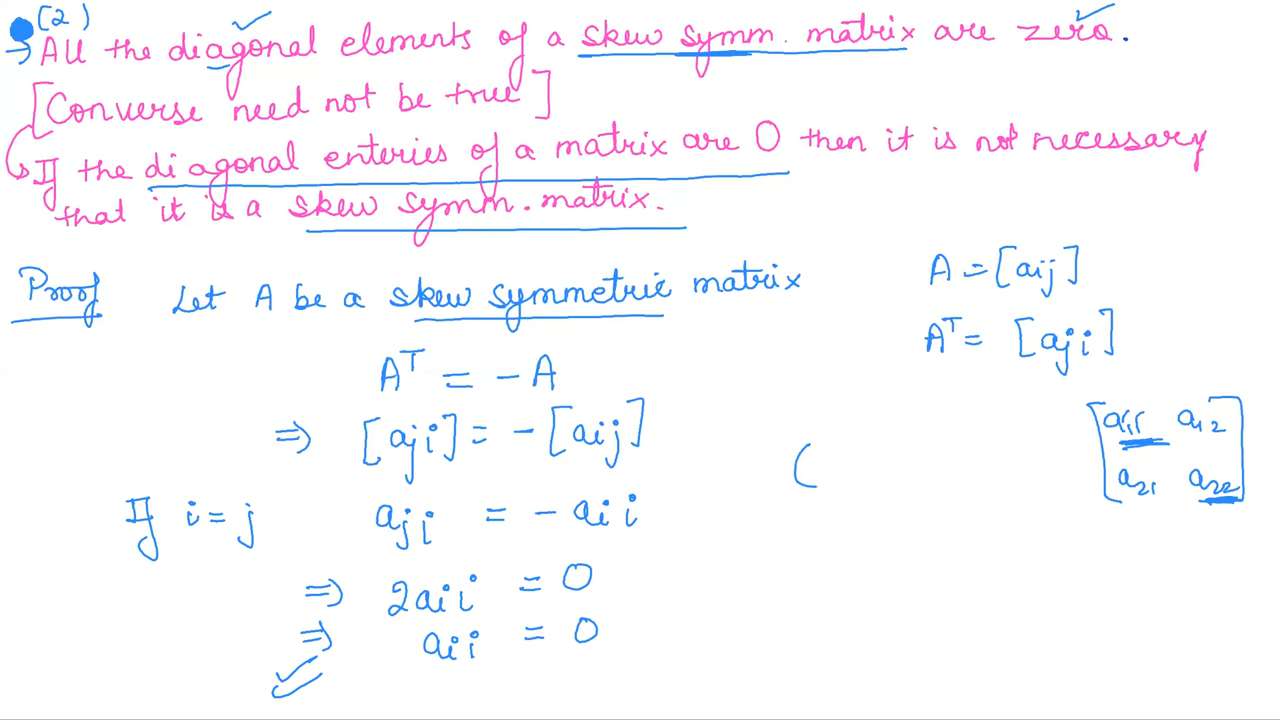 (2)
→ All the diagonal elements of a skew symm. matrix are zero.
[Converse need not be true]
↳ If the diagonal enteries of a matrix are 0 then it is not necessary
that it is a skew symm. matrix.
Proof Let A be a skew symmetric matrix
A = [aij]
Aᵀ = [aji]
Aᵀ = - A
⇒ [aji] = - [aij]
If i = j aji = - aii
⇒ 2aii = 0
⇒ aii = 0
(
a11 a12
a21 a22